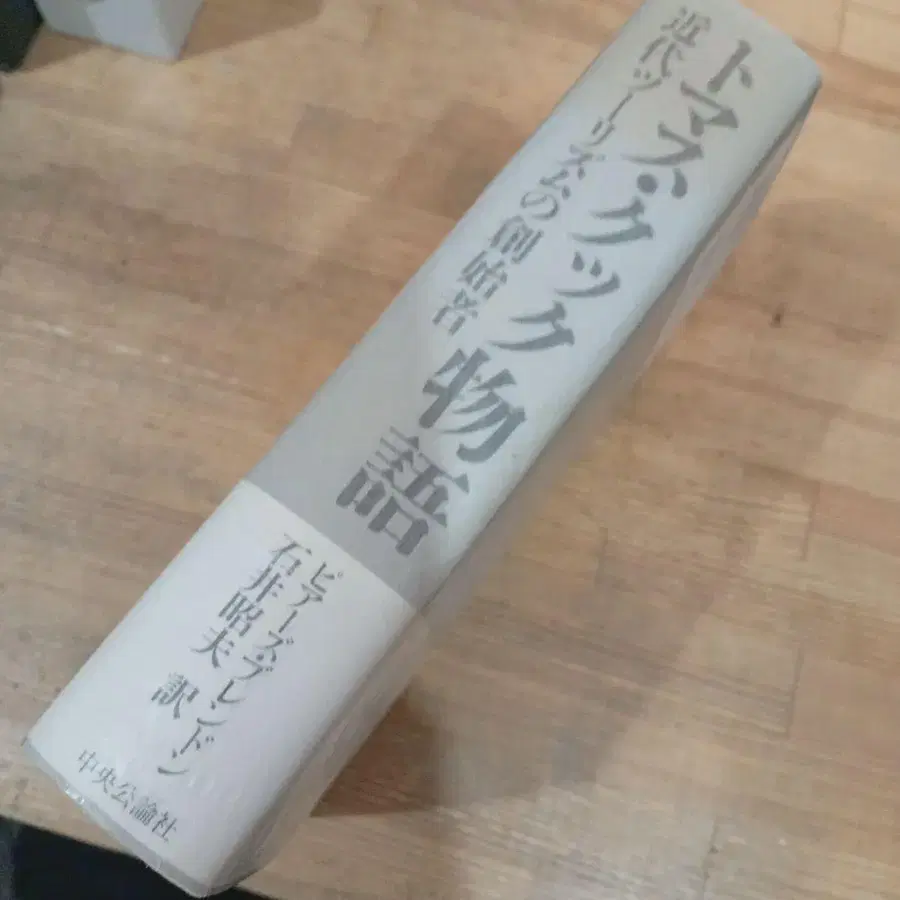 トマス・クック物語
近代ツーリズムの創始者
ピアーズ・ブレンドン
石井昭夫 訳
中央公論社